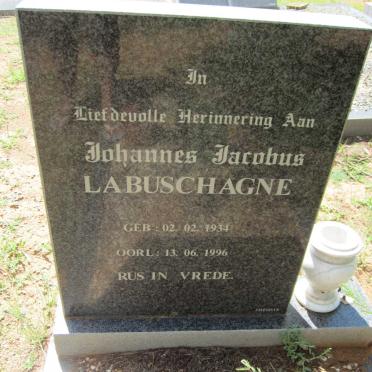 In
Liefdevolle Herinnering Aan
Johannes Jacobus
LABUSCHAGNE
GEB : 02. 02. 1934
OORL : 13. 06. 1996
RUS IN VREDE.